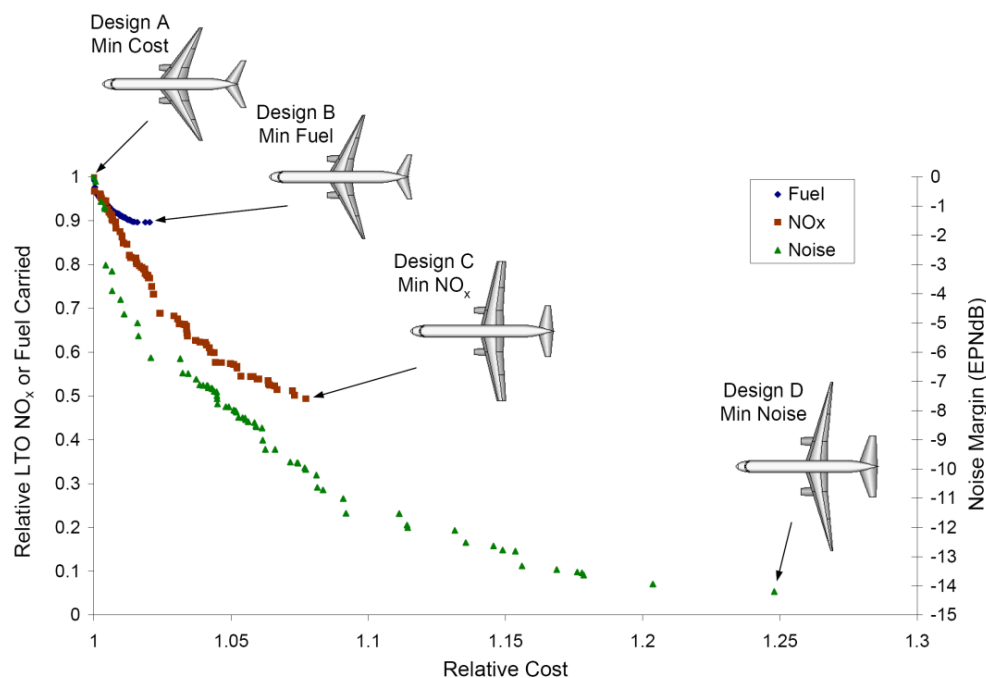 Design A
Min Cost
Design B
Min Fuel
Design C
Min NOx
Design D
Min Noise
Fuel
NOx
Noise
Relative LTO NOx or Fuel Carried
1
0.9
0.8
0.7
0.6
0.5
0.4
0.3
0.2
0.1
0
Noise Margin (EPNdB)
0
-1
-2
-3
-4
-5
-6
-7
-8
-9
-10
-11
-12
-13
-14
-15
1
1.05
1.1
1.15
1.2
1.25
1.3
Relative Cost